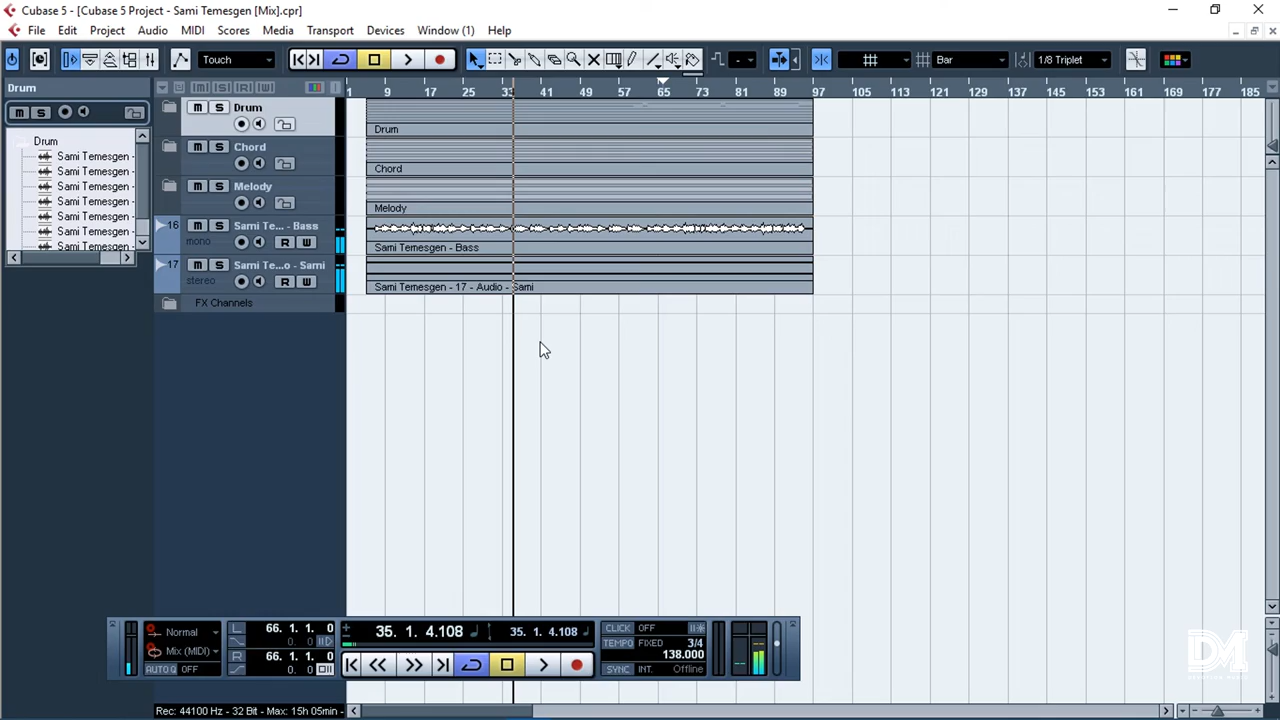 Cubase 5 - [Cubase 5 Project - Sami Temesgen [Mix].cpr]
File Edit Project Audio MIDI Scores Media Transport Devices Window (1) Help
Touch - Bar 1/8 Triplet
Drum
m S
Drum
Sami Temesgen -
Sami Temesgen -
Sami Temesgen -
Sami Temesgen -
Sami Temesgen -
Sami Temesgen -
Sami Temesgen -
[m] [S] [R] [W]
m S Drum
m S Chord
m S Melody
16 m S Sami Te... - Bass
mono R W
17 m S Sami Te...o - Sami
stereo R W
FX Channels
1 9 17 25 33 41 49 57 65 73 81 89 97 105 113 121 129 137 145 153 161 169 177 185
Drum
Chord
Melody
Sami Temesgen - Bass
Sami Temesgen - 17 - Audio - Sami
Normal
Mix (MIDI)
AUTO Q OFF
L 66. 1. 1. 0
0. 0
R 66. 1. 1. 0
0. 0
35. 1. 4.108 35. 1. 4.108
CLICK OFF
TEMPO FIXED 3/4
138.000
SYNC INT. Offline
DM
Rec: 44100 Hz - 32 Bit - Max: 15h 05min